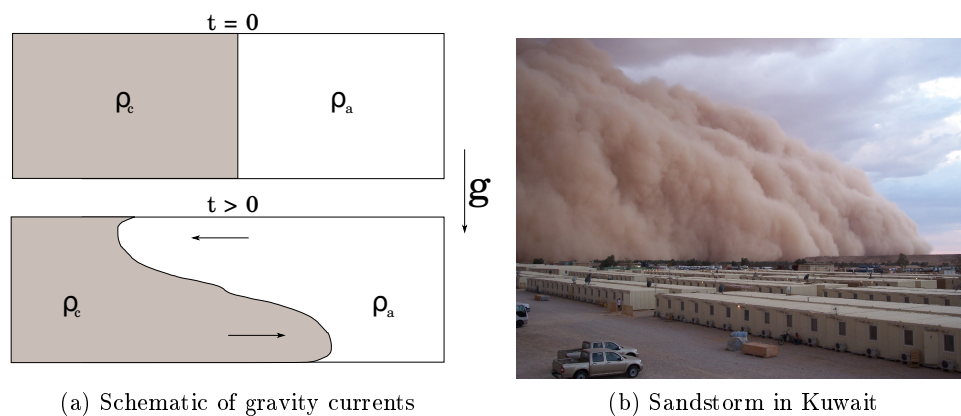 t = 0
ρc
ρa
g
t > 0
ρc
ρa
(a) Schematic of gravity currents
(b) Sandstorm in Kuwait